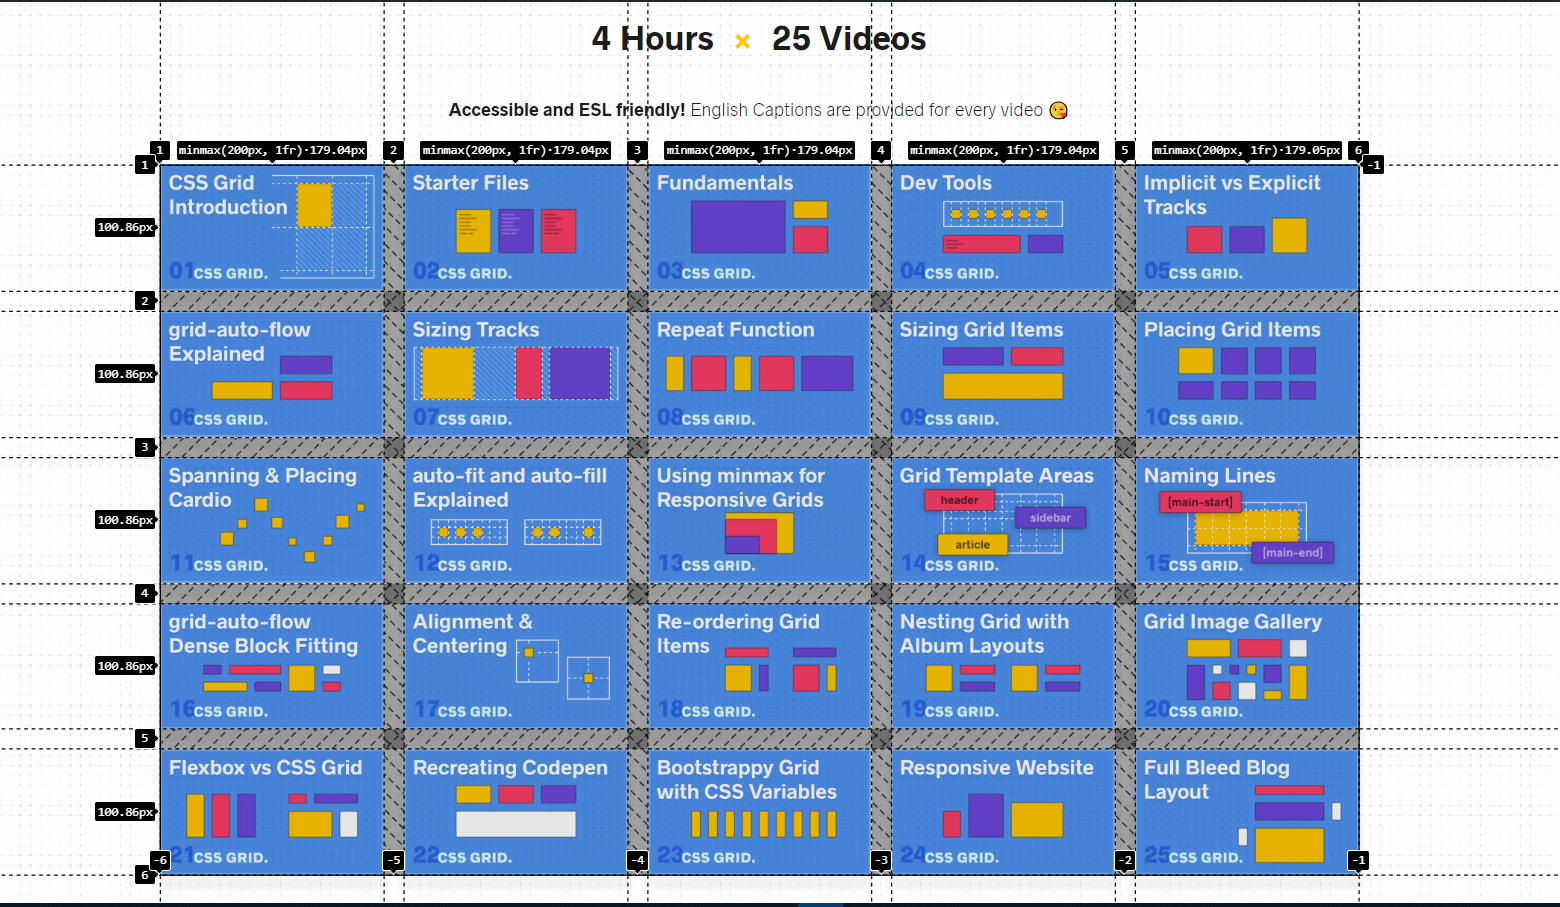 4 Hours × 25 Videos
Accessible and ESL friendly! English Captions are provided for every video 😘
1 minmax(200px, 1fr)·179.04px 2 minmax(200px, 1fr)·179.04px 3 minmax(200px, 1fr)·179.04px 4 minmax(200px, 1fr)·179.04px 5 minmax(200px, 1fr)·179.05px 6
1 -1
CSS Grid
Introduction
01 CSS GRID.
Starter Files
02 CSS GRID.
Fundamentals
03 CSS GRID.
Dev Tools
04 CSS GRID.
Implicit vs Explicit
Tracks
05 CSS GRID.
100.86px
2
grid-auto-flow
Explained
06 CSS GRID.
Sizing Tracks
07 CSS GRID.
Repeat Function
08 CSS GRID.
Sizing Grid Items
09 CSS GRID.
Placing Grid Items
10 CSS GRID.
100.86px
3
Spanning & Placing
Cardio
11 CSS GRID.
auto-fit and auto-fill
Explained
12 CSS GRID.
Using minmax for
Responsive Grids
13 CSS GRID.
Grid Template Areas
header
sidebar
article
14 CSS GRID.
Naming Lines
[main-start]
[main-end]
15 CSS GRID.
100.86px
4
grid-auto-flow
Dense Block Fitting
16 CSS GRID.
Alignment &
Centering
17 CSS GRID.
Re-ordering Grid
Items
18 CSS GRID.
Nesting Grid with
Album Layouts
19 CSS GRID.
Grid Image Gallery
20 CSS GRID.
100.86px
5
Flexbox vs CSS Grid
21 CSS GRID.
Recreating Codepen
22 CSS GRID.
Bootstrappy Grid
with CSS Variables
23 CSS GRID.
Responsive Website
24 CSS GRID.
Full Bleed Blog
Layout
25 CSS GRID.
100.86px
-6 -5 -4 -3 -2 -1
6